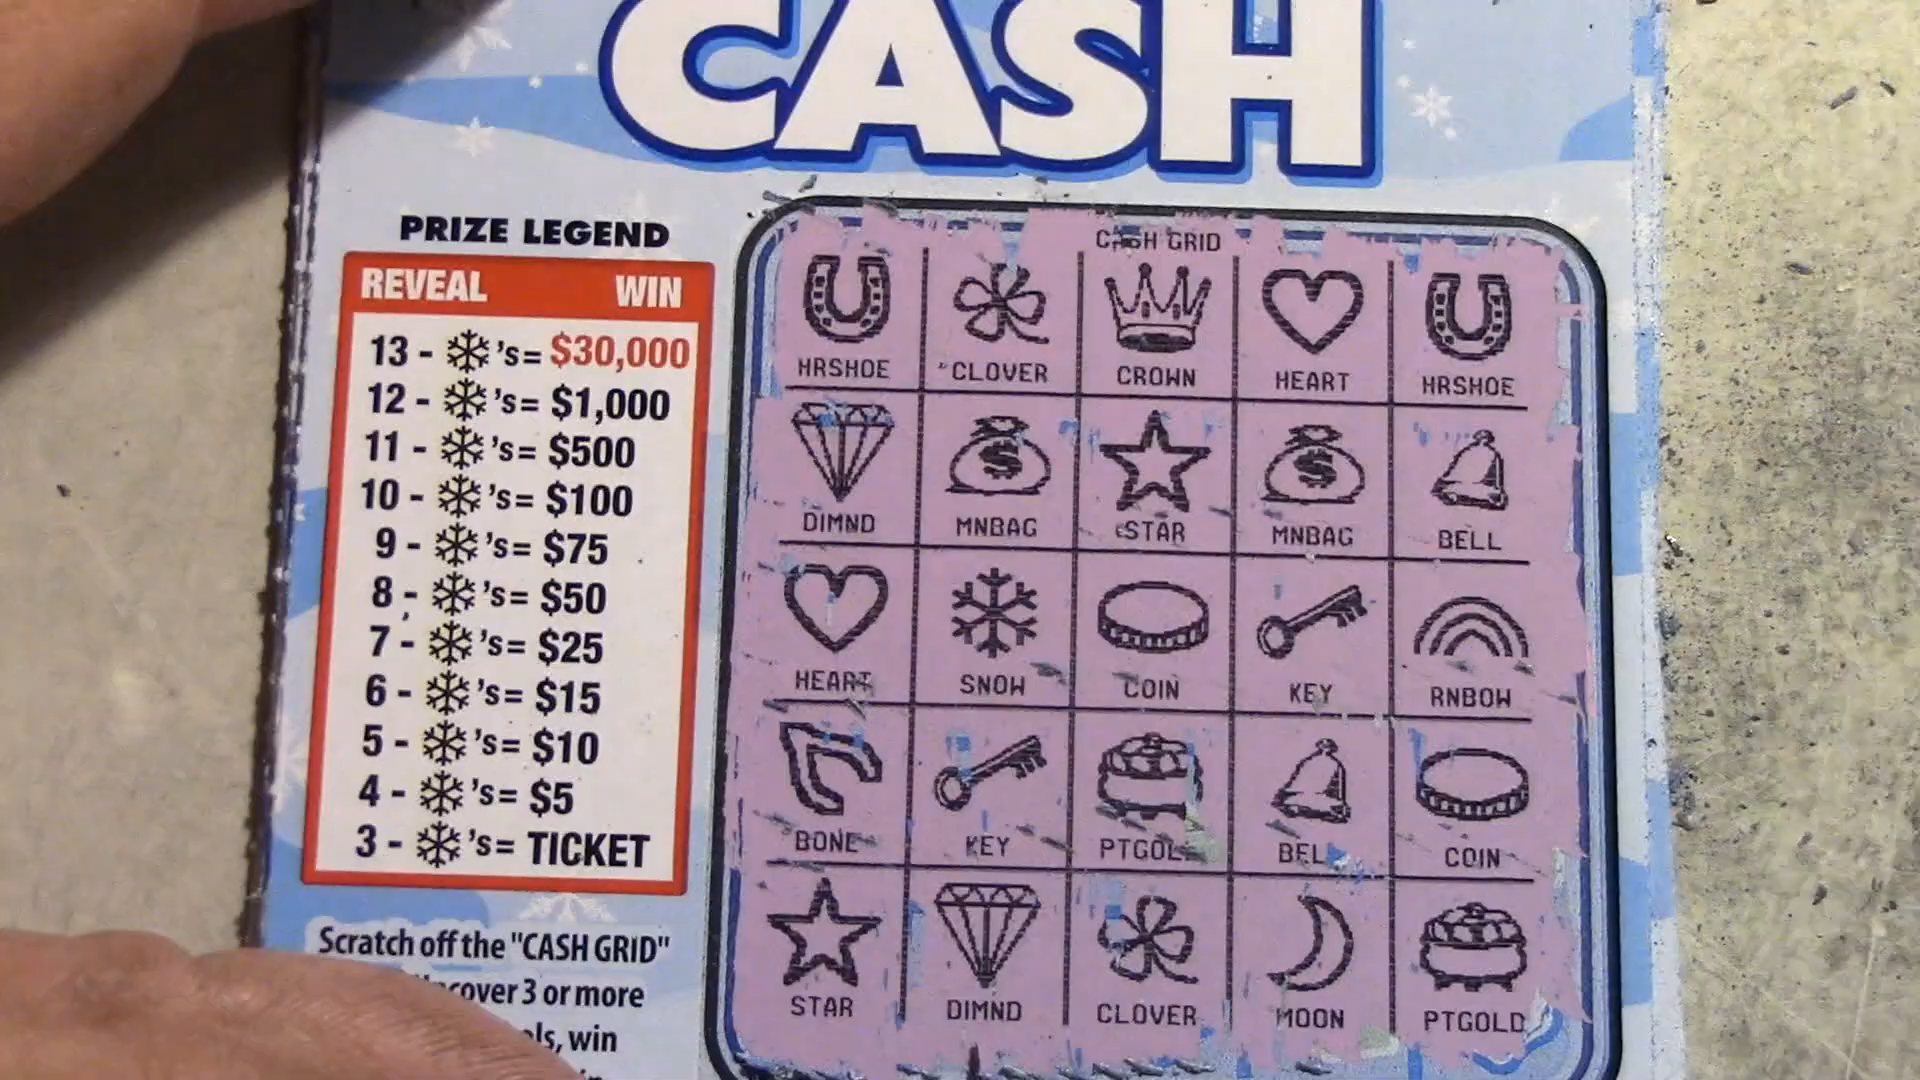 CASH
PRIZE LEGEND
REVEAL WIN
13 - 's= $30,000
12 - 's= $1,000
11 - 's= $500
10 - 's= $100
9 - 's= $75
8 - 's= $50
7 - 's= $25
6 - 's= $15
5 - 's= $10
4 - 's= $5
3 - 's= TICKET
Scratch off the "CASH GRID"
cover 3 or more
win
CASH GRID
HRSHOE CLOVER CROWN HEART HRSHOE
DIMND MNBAG STAR MNBAG BELL
HEART SNOW COIN KEY RNBOW
BONE KEY PTGOL BEL COIN
STAR DIMND CLOVER MOON PTGOLD